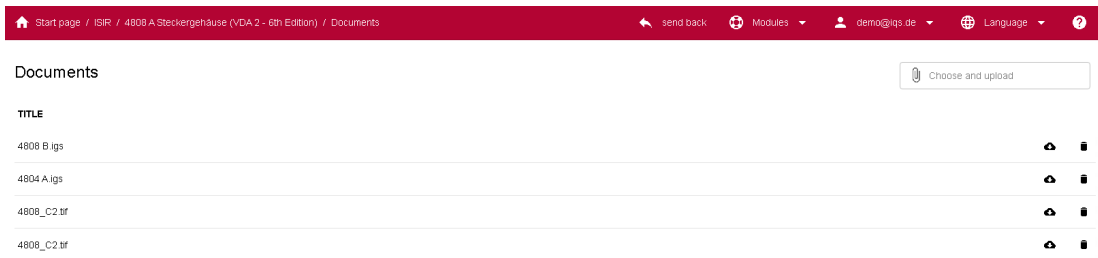 Start page / ISIR / 4808 A Steckergehäuse (VDA 2 - 6th Edition) / Documents send back Modules demo@iqs.de Language ?
Documents
Choose and upload
TITLE
4808 B.igs
4804 A.igs
4808_C2.tif
4808_C2.tif